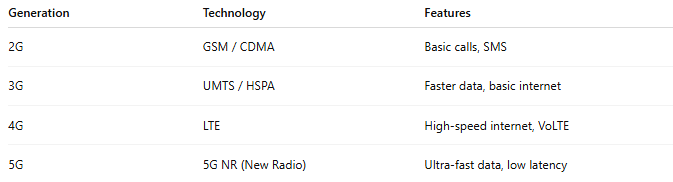 Generation Technology Features
2G GSM / CDMA Basic calls, SMS
3G UMTS / HSPA Faster data, basic internet
4G LTE High-speed internet, VoLTE
5G 5G NR (New Radio) Ultra-fast data, low latency